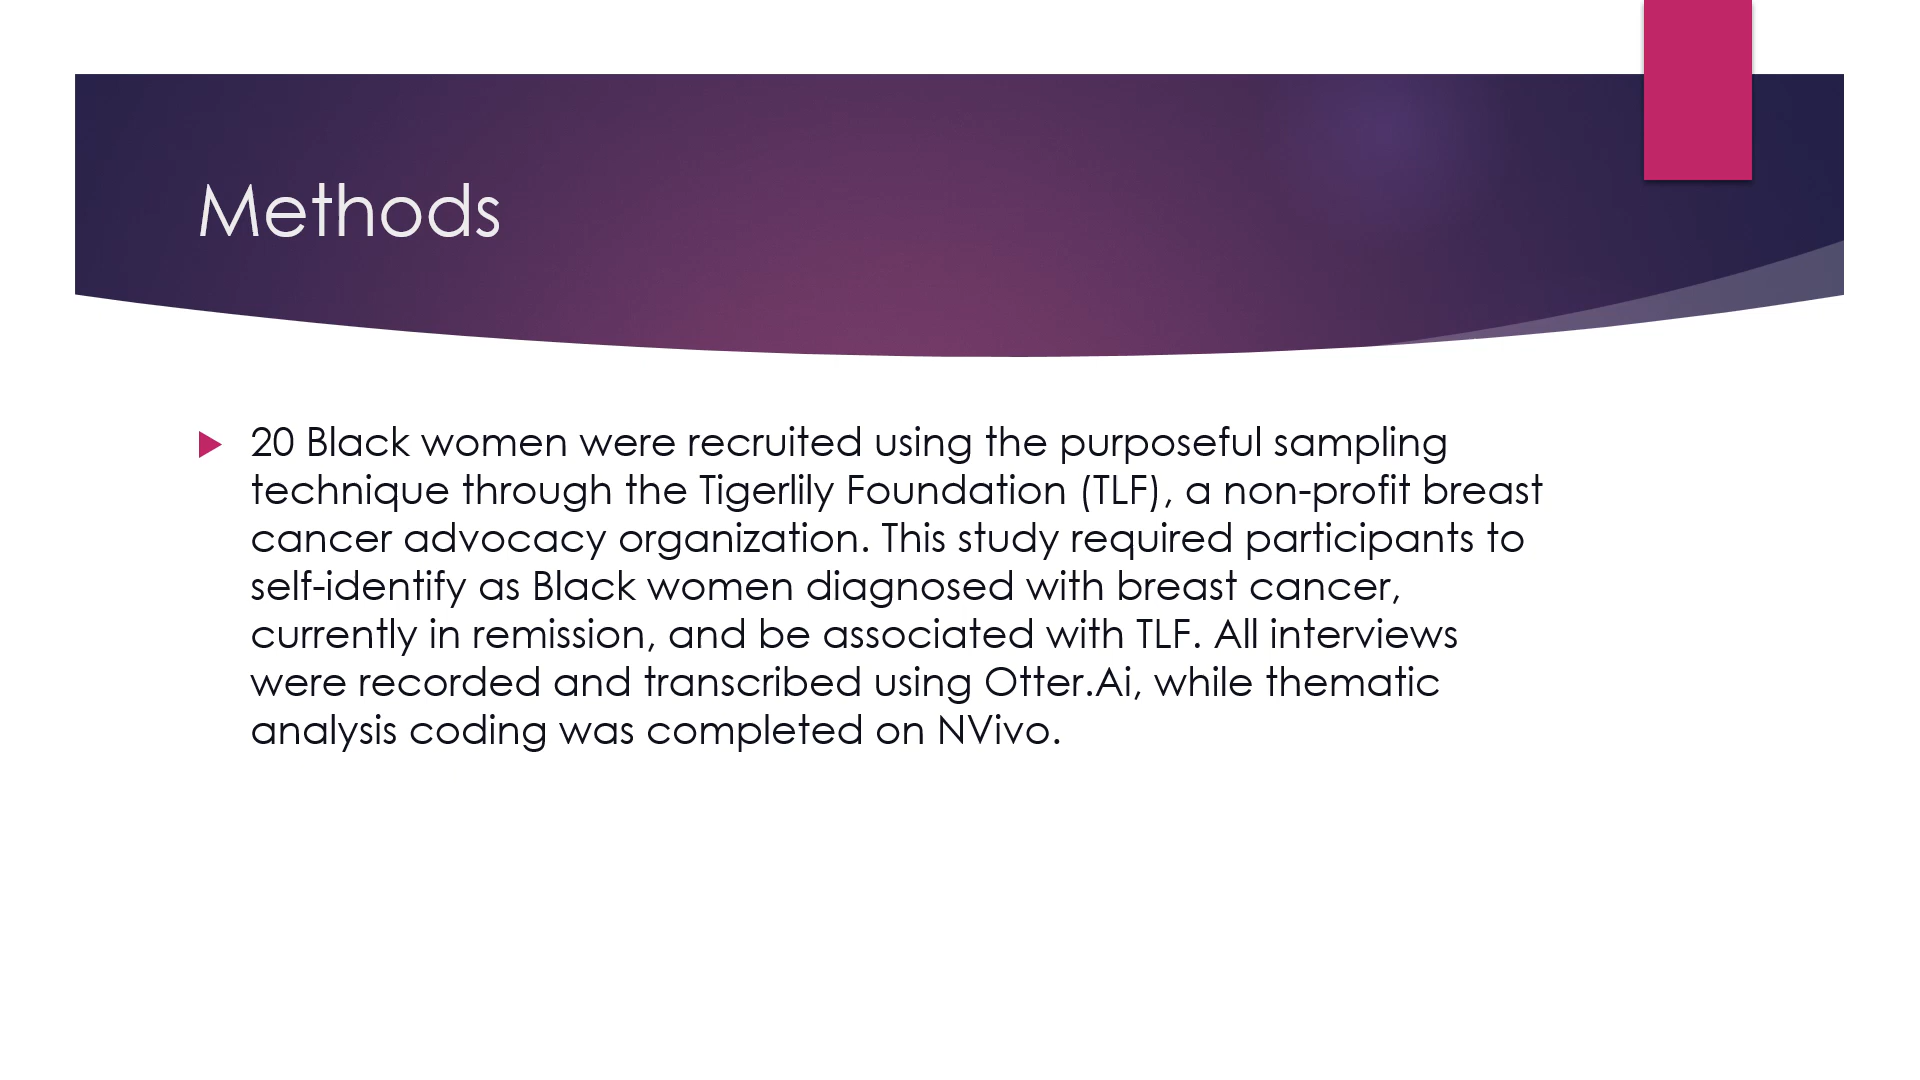 Methods
20 Black women were recruited using the purposeful sampling
technique through the Tigerlily Foundation (TLF), a non-profit breast
cancer advocacy organization. This study required participants to
self-identify as Black women diagnosed with breast cancer,
currently in remission, and be associated with TLF. All interviews
were recorded and transcribed using Otter.Ai, while thematic
analysis coding was completed on NVivo.